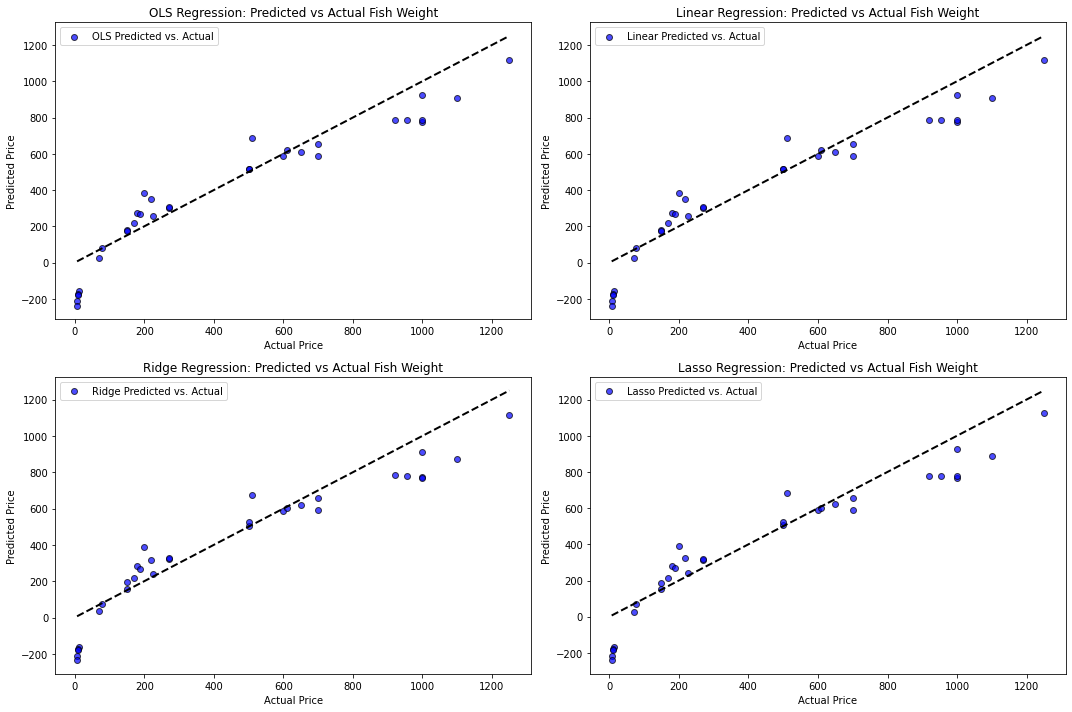 OLS Regression: Predicted vs Actual Fish Weight
OLS Predicted vs. Actual
Predicted Price
1200
1000
800
600
400
200
0
−200
0 200 400 600 800 1000 1200
Actual Price
Linear Regression: Predicted vs Actual Fish Weight
Linear Predicted vs. Actual
Predicted Price
1200
1000
800
600
400
200
0
−200
0 200 400 600 800 1000 1200
Actual Price
Ridge Regression: Predicted vs Actual Fish Weight
Ridge Predicted vs. Actual
Predicted Price
1200
1000
800
600
400
200
0
−200
0 200 400 600 800 1000 1200
Actual Price
Lasso Regression: Predicted vs Actual Fish Weight
Lasso Predicted vs. Actual
Predicted Price
1200
1000
800
600
400
200
0
−200
0 200 400 600 800 1000 1200
Actual Price